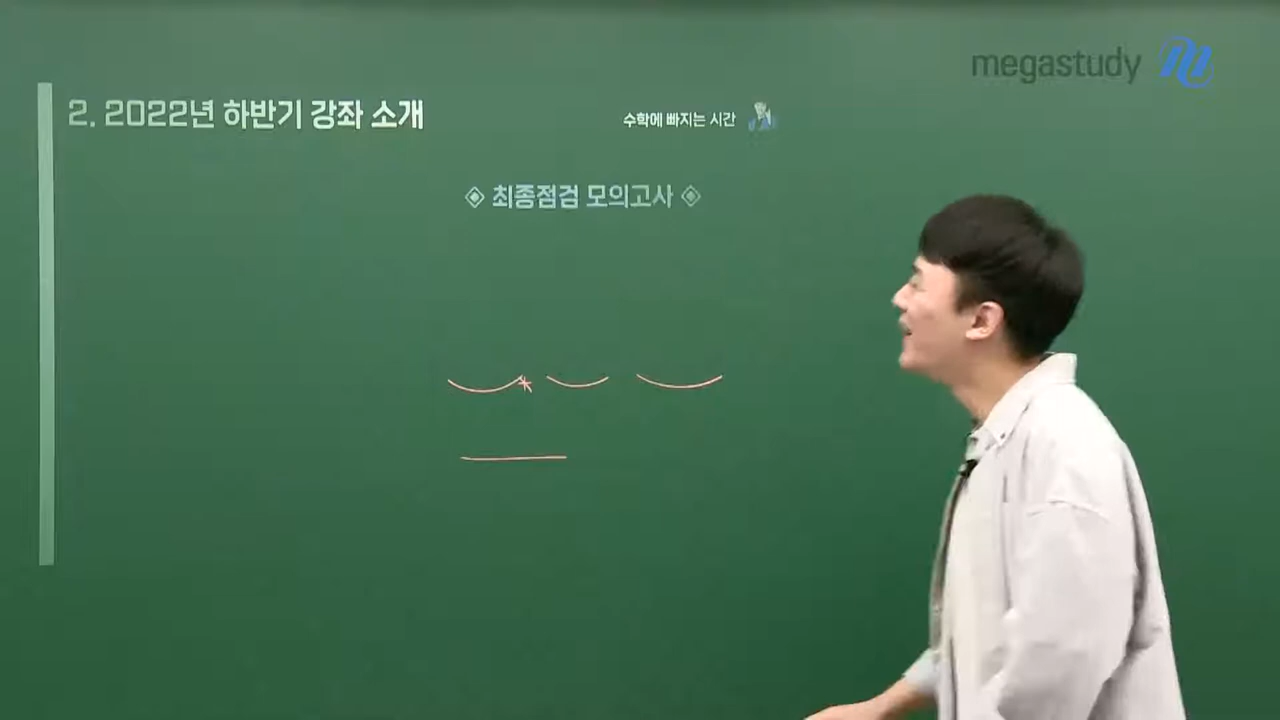 megastudy
2. 2022년 하반기 강좌 소개
수학에 빠지는 시간
최종점검 모의고사